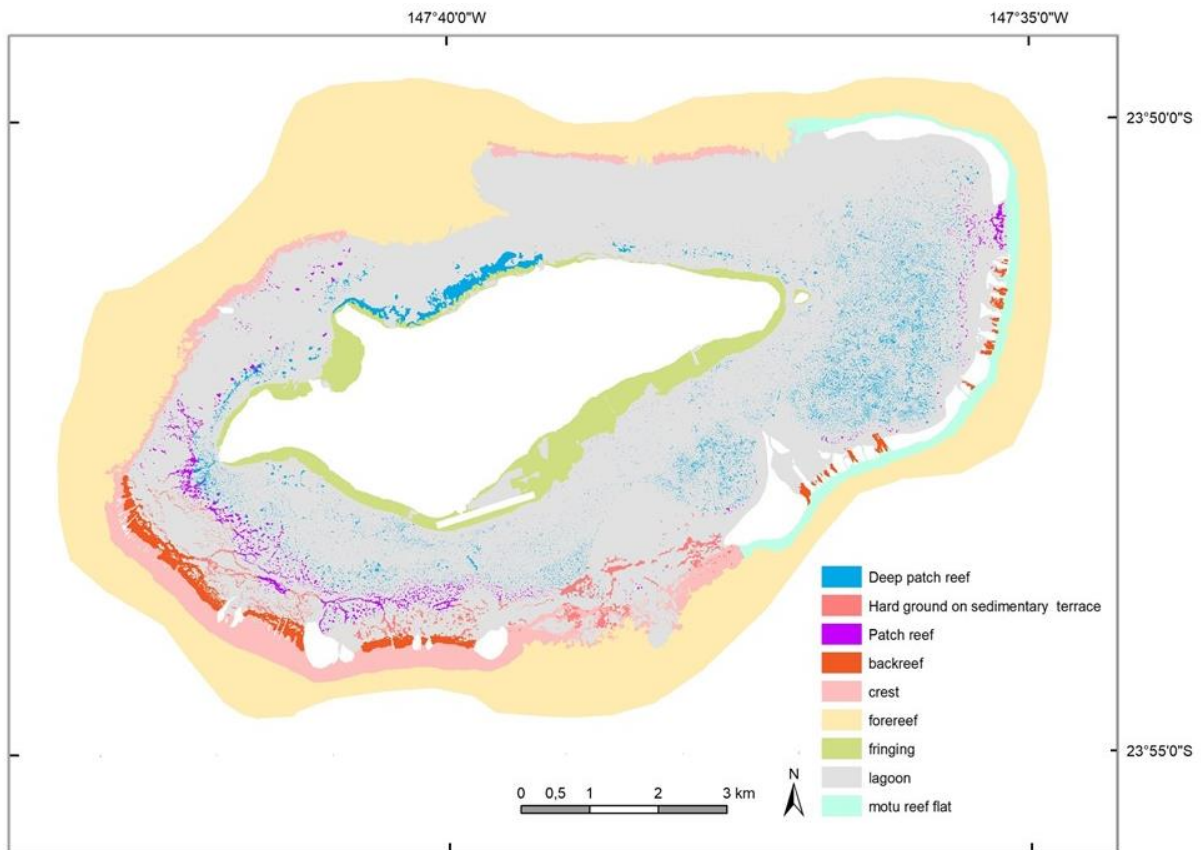 147°40'0"W
147°35'0"W
23°50'0"S
23°55'0"S
Deep patch reef
Hard ground on sedimentary terrace
Patch reef
backreef
crest
forereef
fringing
lagoon
motu reef flat
N
0 0,5 1 2 3 km